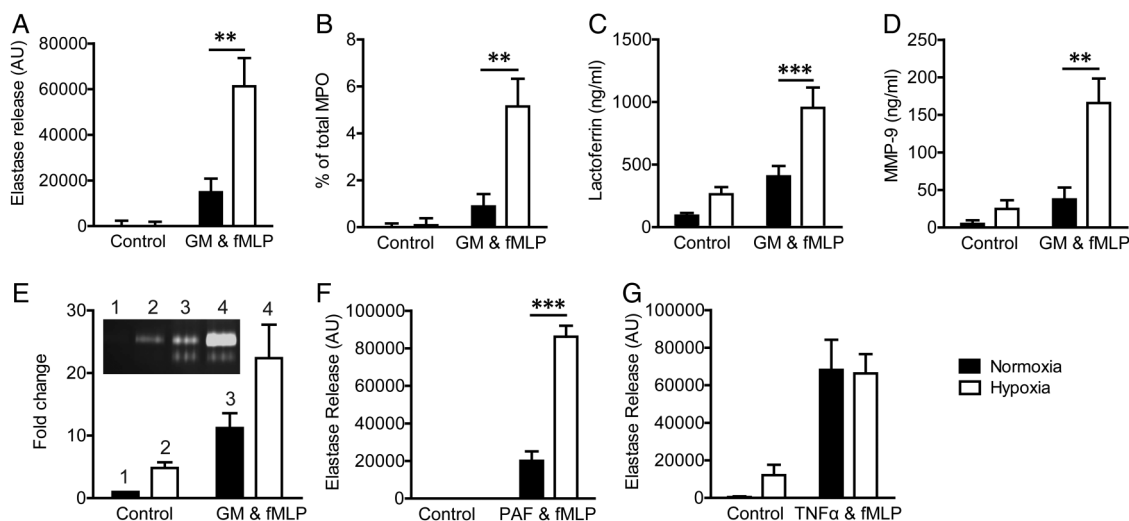 A
Elastase release (AU)
80000
60000
40000
20000
0
**
Control
GM & fMLP
B
% of total MPO
8
6
4
2
0
**
Control
GM & fMLP
C
Lactoferrin (ng/ml)
1500
1000
500
0
***
Control
GM & fMLP
D
MMP-9 (ng/ml)
250
200
150
100
50
0
**
Control
GM & fMLP
E
Fold change
30
20
10
0
1 2 3 4
1
2
3
4
Control
GM & fMLP
F
Elastase Release (AU)
100000
80000
60000
40000
20000
0
***
Control
PAF & fMLP
G
Elastase Release (AU)
100000
80000
60000
40000
20000
0
Control
TNFα & fMLP
Normoxia
Hypoxia